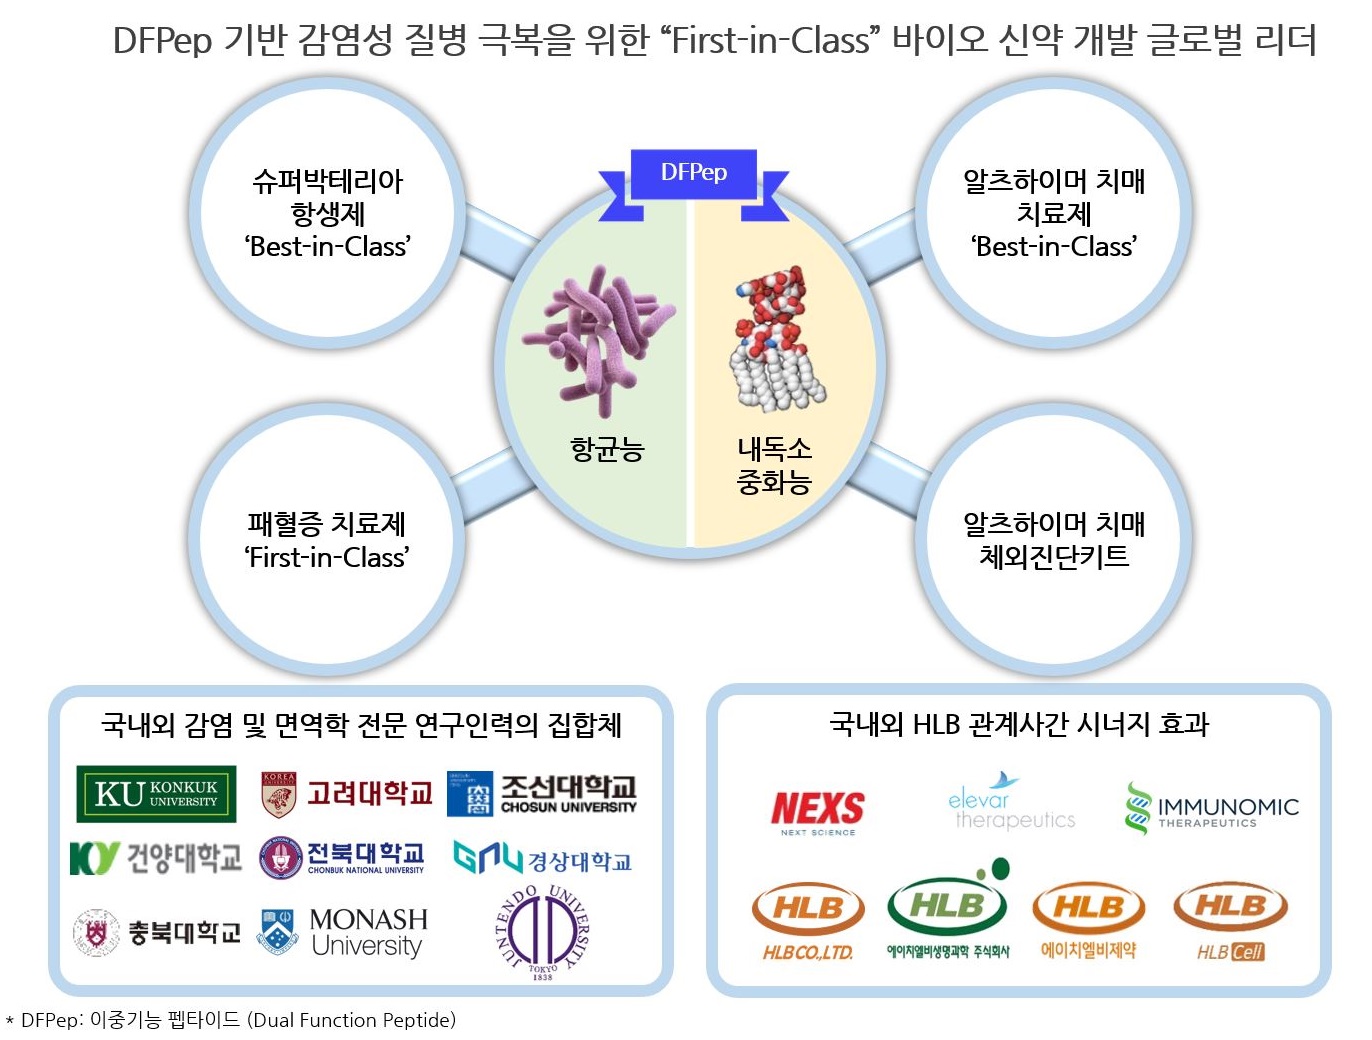 DFPep 기반 감염성 질병 극복을 위한 “First-in-Class” 바이오 신약 개발 글로벌 리더
슈퍼박테리아
항생제
‘Best-in-Class’
DFPep
알츠하이머 치매
치료제
‘Best-in-Class’
항균능
내독소
중화능
패혈증 치료제
‘First-in-Class’
알츠하이머 치매
체외진단키트
국내외 감염 및 면역학 전문 연구인력의 집합체
KU KONKUK
UNIVERSITY
KOREA
UNIVERSITY
고려대학교
조선대학교
CHOSUN UNIVERSITY
KY 건양대학교
전북대학교
CHONBUK NATIONAL UNIVERSITY
GNU 경상대학교
충북대학교
MONASH
University
JUNTENDO UNIVERSITY
TOKYO
1838
국내외 HLB 관계사간 시너지 효과
NEXS
NEXT SCIENCE
elevar
therapeutics
IMMUNOMIC
THERAPEUTICS
HLB
HLB CO.,LTD.
HLB
에이치엘비생명과학 주식회사
HLB
에이치엘비제약
HLB
HLB Cell
* DFPep: 이중기능 펩타이드 (Dual Function Peptide)